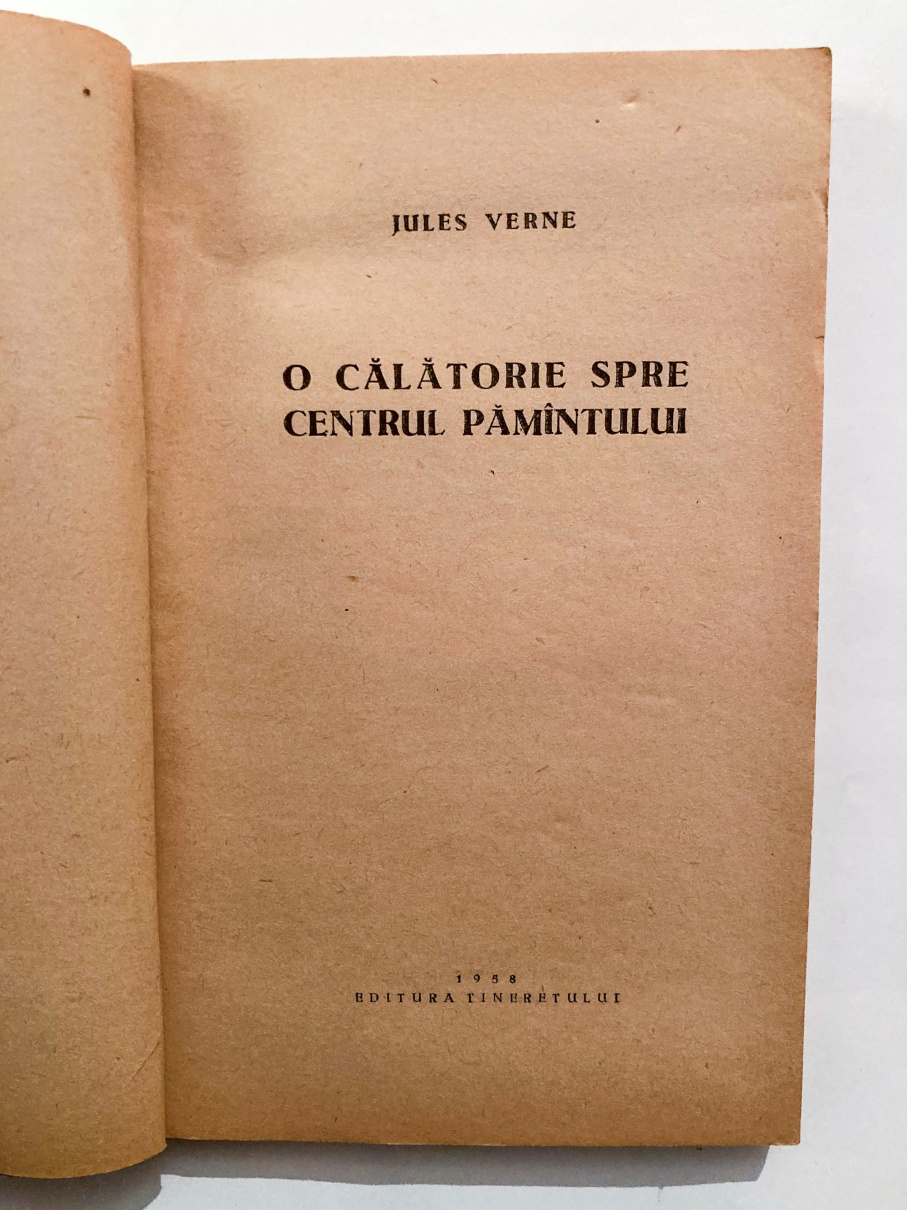 JULES VERNE
O CĂLĂTORIE SPRE
CENTRUL PĂMÎNTULUI
1958
EDITURA TINERETULUI